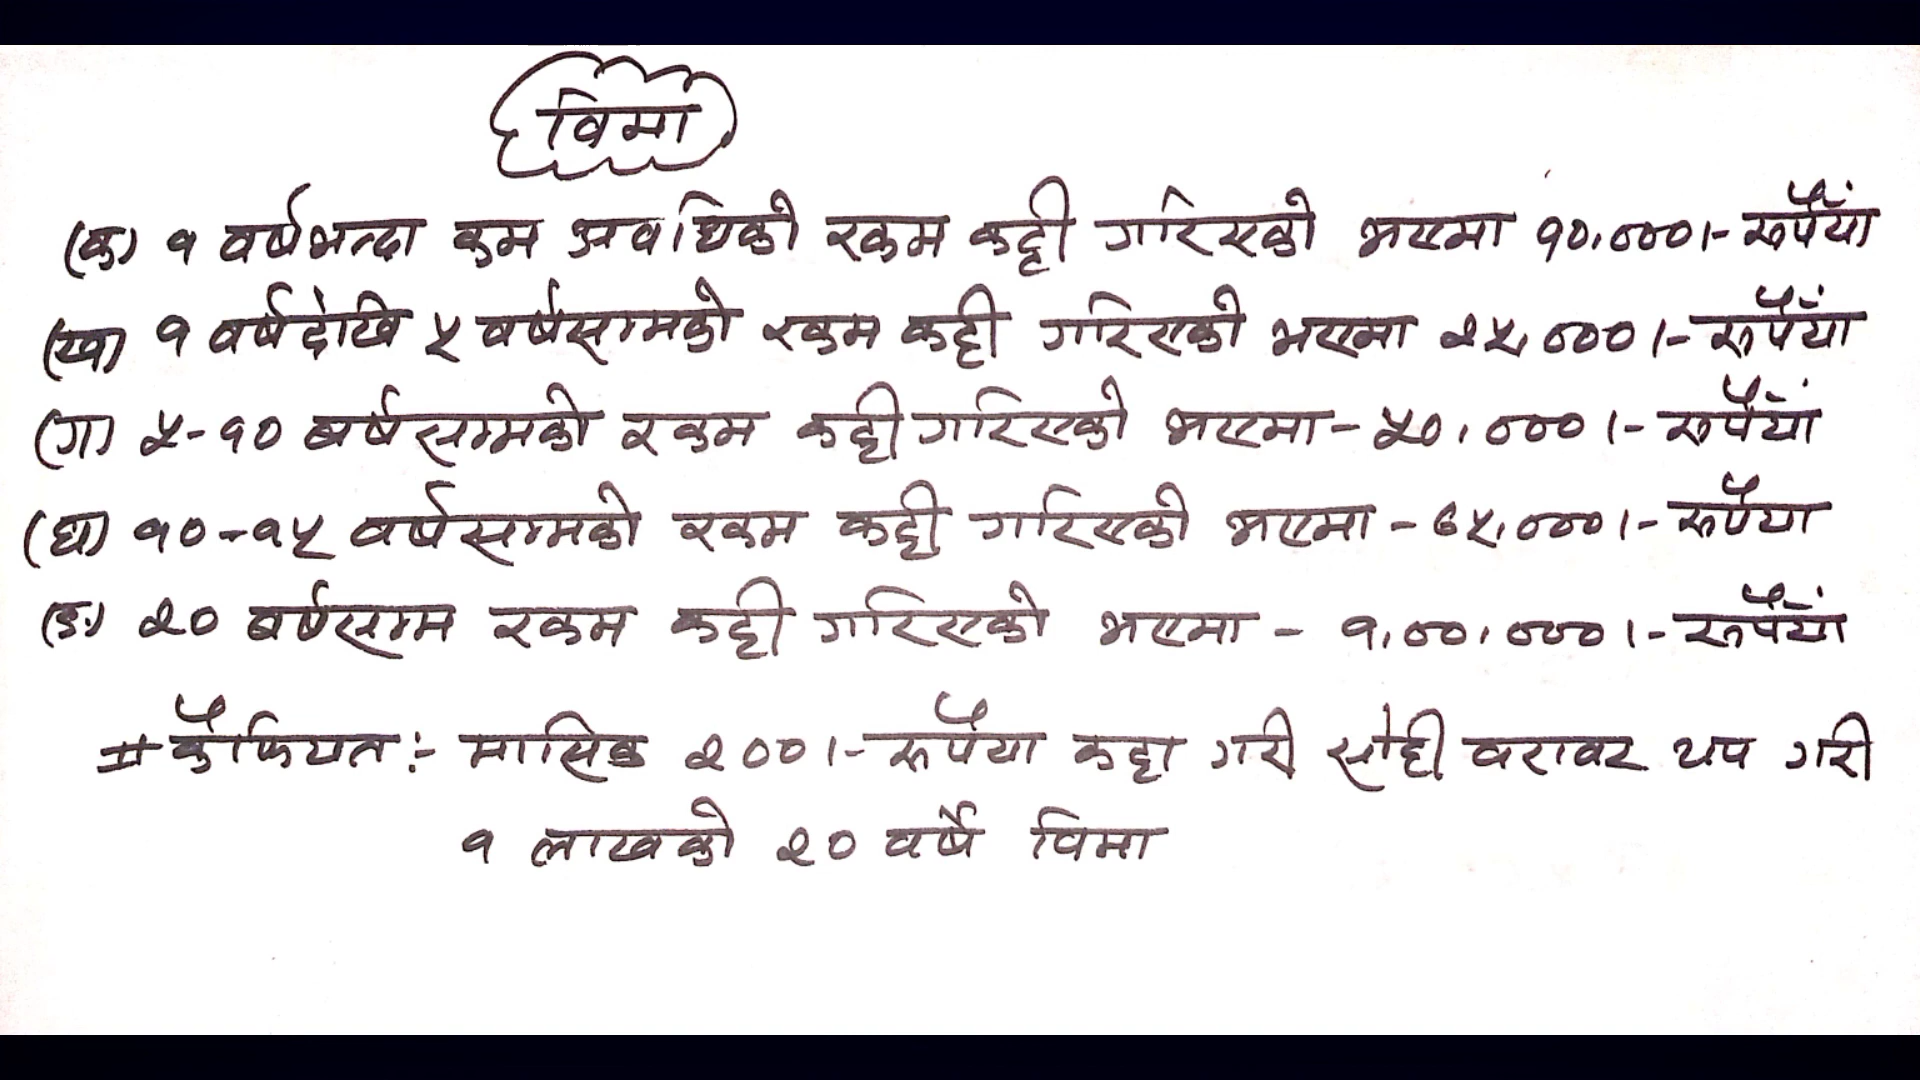 विमा
(क) १ वर्षभन्दा कम अवधिको रकम कट्टी गरिएको भएमा १०,०००।- रुपैँयाँ
(ख) १ वर्षदेखि ५ वर्षसम्मको रकम कट्टी गरिएको भएमा २५,०००।- रुपैँयाँ
(ग) ५-१० बर्षसम्मको रकम कट्टी गरिएको भएमा - ५०,०००।- रुपैँयाँ
(घ) १०-१५ वर्षसम्मको रकम कट्टी गरिएको भएमा - ७५,०००।- रुपैया
(ङ) २० बर्षसम्म रकम कट्टी गरिएको भएमा - १,००,०००।- रुपैँयाँ
# कैफियत :- मासिक २००।- रुपैया कट्टा गरी सोही वरावर थप गरी
१ लाखको २० वर्षे विमा